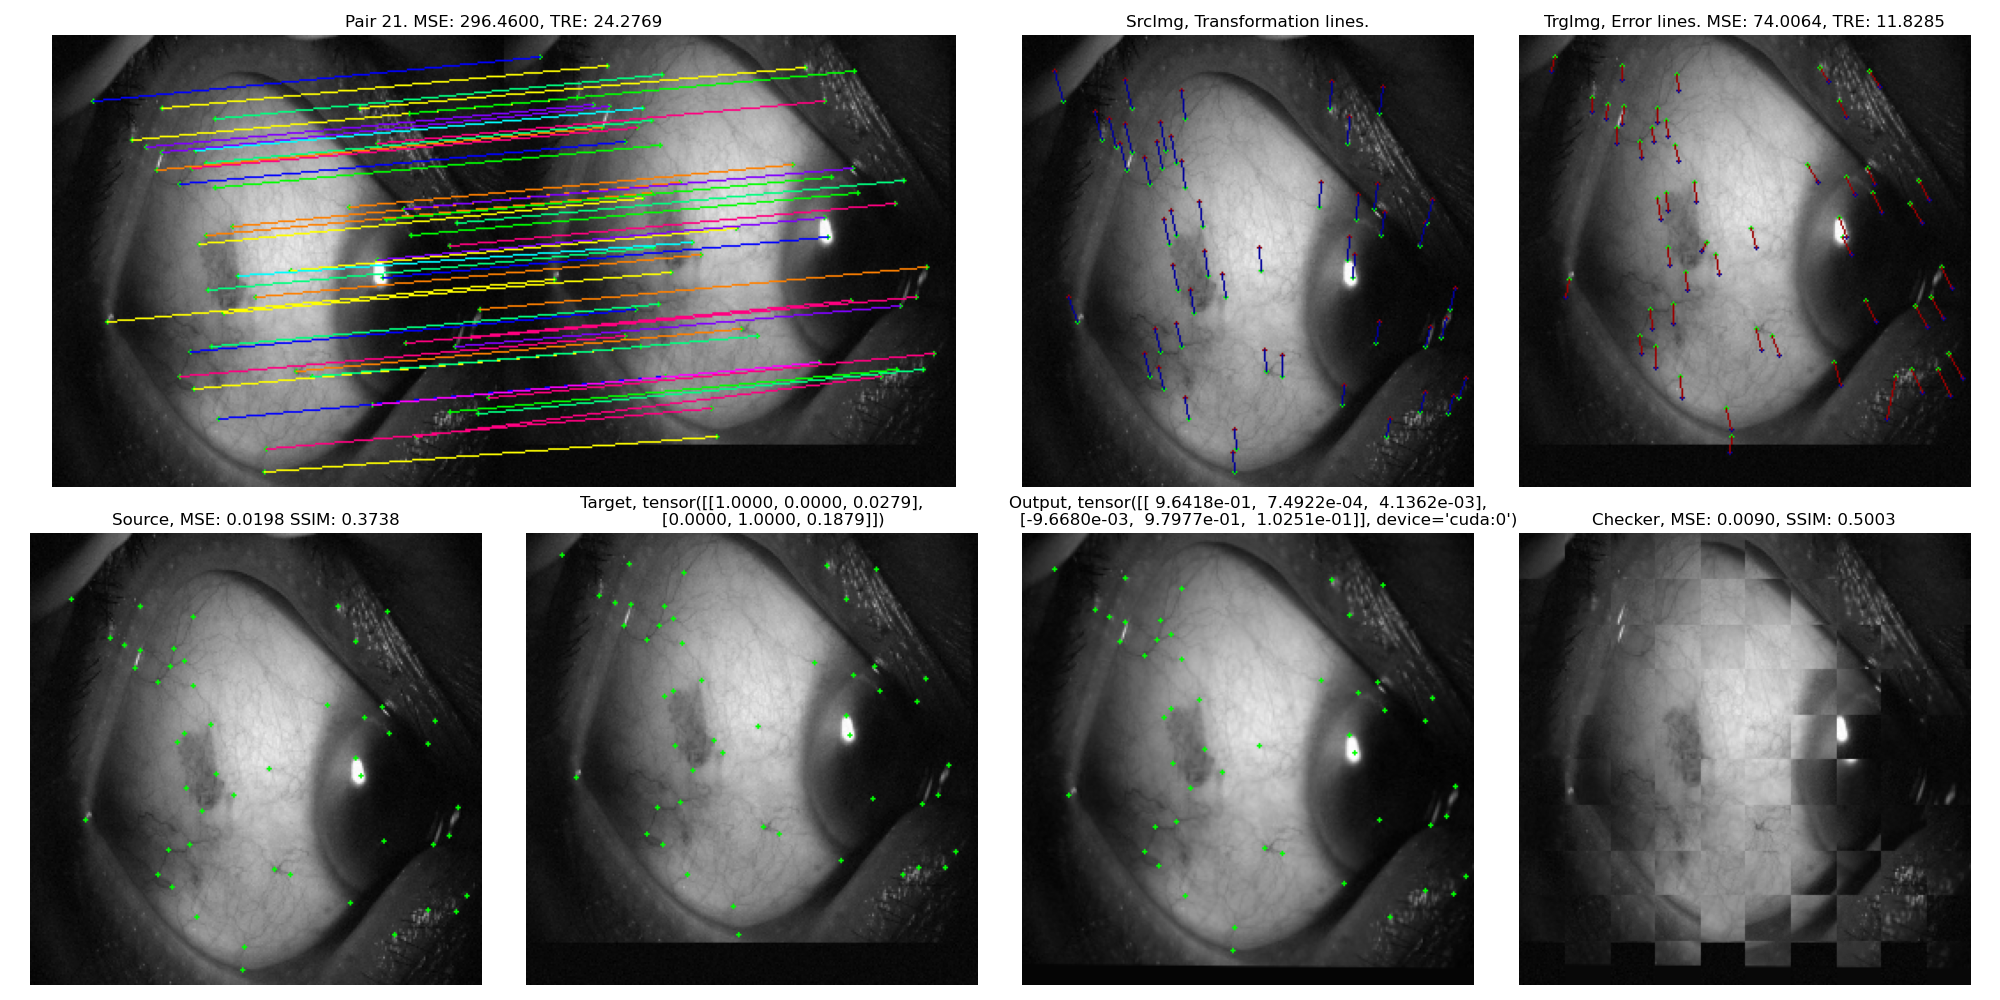 Pair 21. MSE: 296.4600, TRE: 24.2769
SrcImg, Transformation lines.
TrgImg, Error lines. MSE: 74.0064, TRE: 11.8285
Source, MSE: 0.0198 SSIM: 0.3738
Target, tensor([[1.0000, 0.0000, 0.0279],
[0.0000, 1.0000, 0.1879]])
Output, tensor([[ 9.6418e-01, 7.4922e-04, 4.1362e-03],
[-9.6680e-03, 9.7977e-01, 1.0251e-01]], device='cuda:0')
Checker, MSE: 0.0090, SSIM: 0.5003